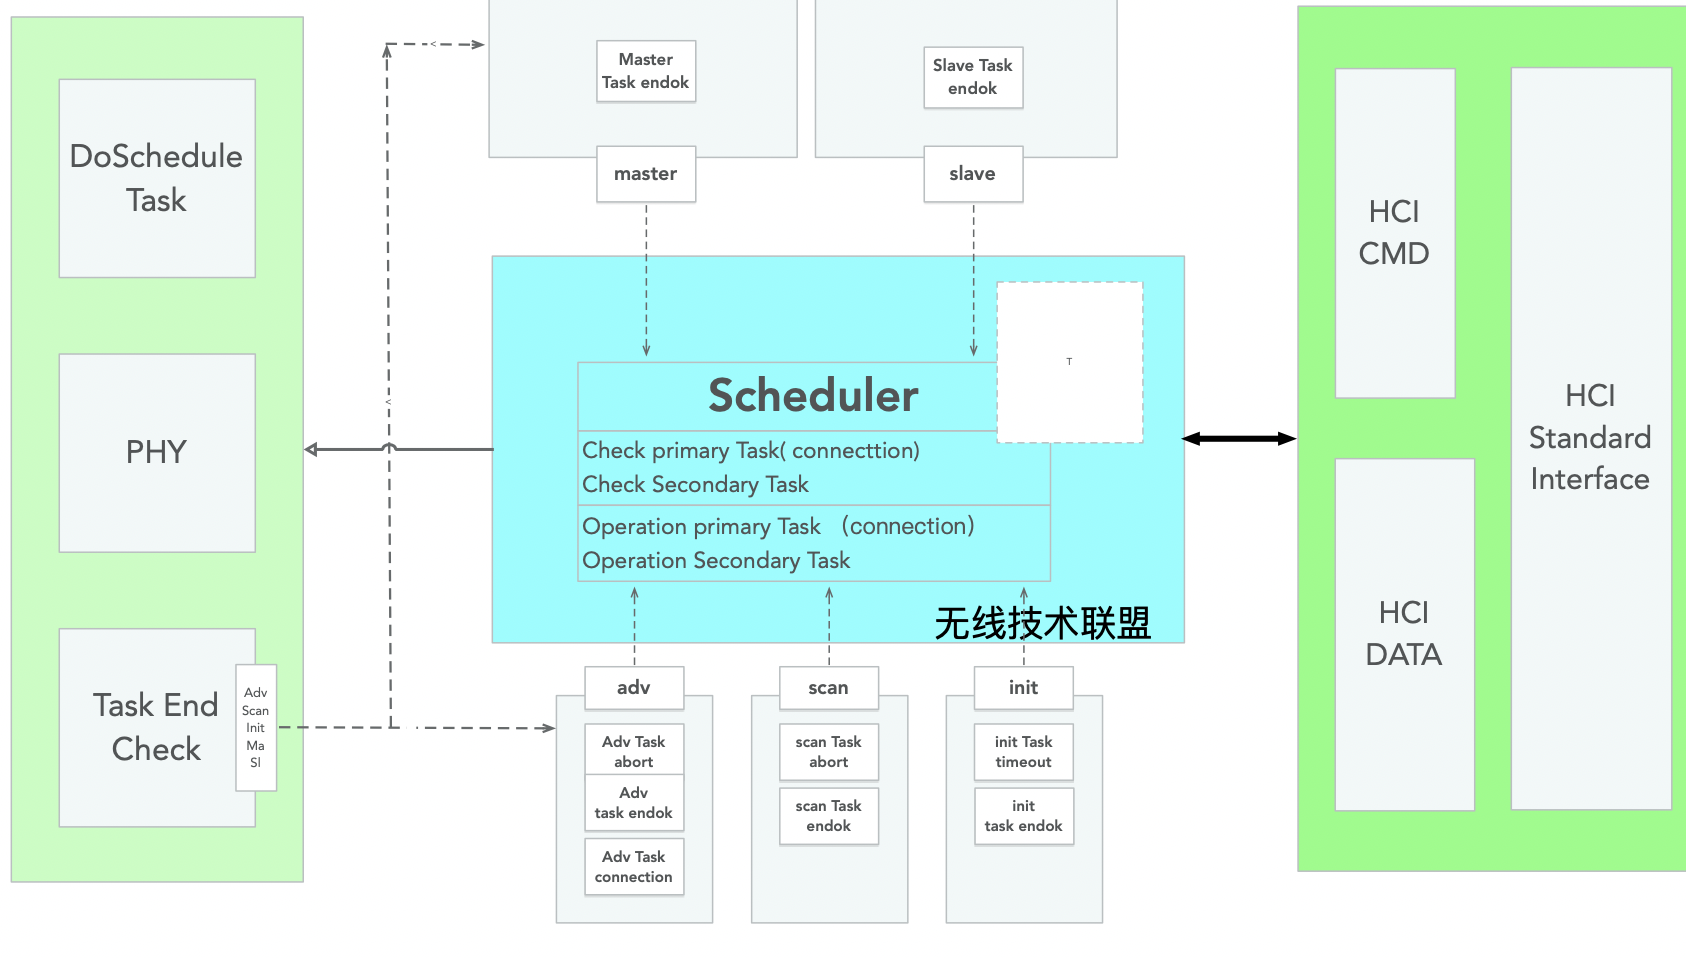 DoSchedule
Task
PHY
Task End
Check
Adv
Scan
Init
Ma
Sl
Master
Task endok
master
Slave Task
endok
slave
T
Scheduler
Check primary Task( connecttion)
Check Secondary Task
Operation primary Task （connection）
Operation Secondary Task
无线技术联盟
adv
Adv Task
abort
Adv
task endok
Adv Task
connection
scan
scan Task
abort
scan Task
endok
init
init Task
timeout
init
task endok
HCI
CMD
HCI
DATA
HCI
Standard
Interface